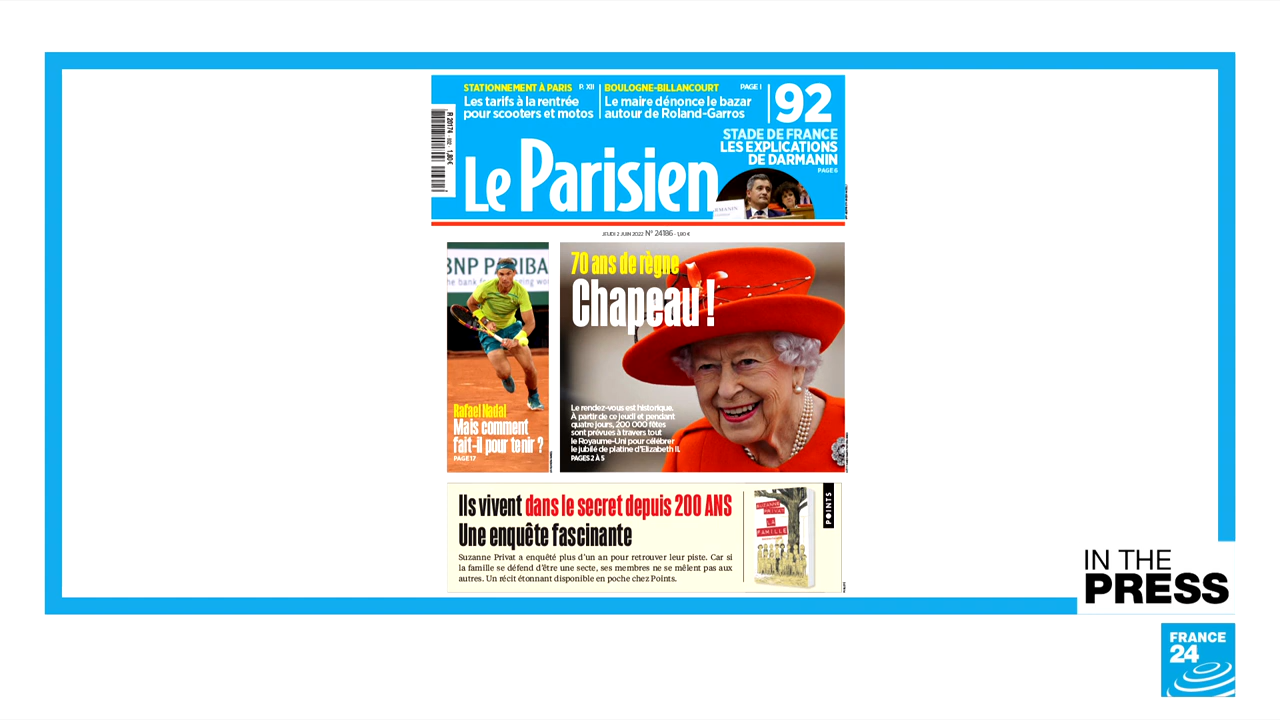 STATIONNEMENT À PARIS P. XII
Les tarifs à la rentrée
pour scooters et motos
BOULOGNE-BILLANCOURT PAGE I
Le maire dénonce le bazar
autour de Roland-Garros
92
STADE DE FRANCE
LES EXPLICATIONS
DE DARMANIN
PAGE 6
Le Parisien
JEUDI 2 JUIN 2022 N° 24186 - 1,80 €
BNP PARIBA
Rafael Nadal
Mais comment
fait-il pour tenir ?
PAGE 17
70 ans de règne
Chapeau !
Le rendez-vous est historique.
À partir de ce jeudi et pendant
quatre jours, 200 000 fêtes
sont prévues à travers tout
le Royaume-Uni pour célébrer
le jubilé de platine d'Elizabeth II.
PAGES 2 À 5
Ils vivent dans le secret depuis 200 ANS
Une enquête fascinante
Suzanne Privat a enquêté plus d'un an pour retrouver leur piste. Car si
la famille se défend d'être une secte, ses membres ne se mêlent pas aux
autres. Un récit étonnant disponible en poche chez Points.
SUZANNE
PRIVAT
LA
FAMILLE
POINTS
IN THE
PRESS
FRANCE
24